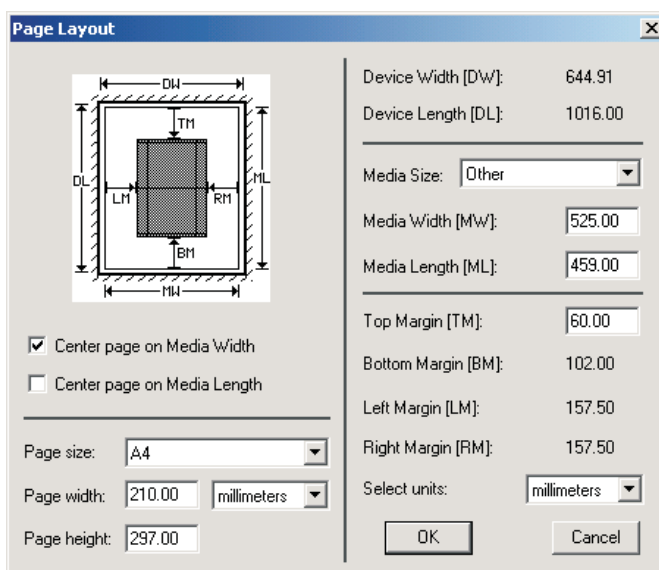 Page Layout
DW
TM
DL
ML
LM
RM
BM
MW
Center page on Media Width
Center page on Media Length
Page size: A4
Page width: 210.00 millimeters
Page height: 297.00
Device Width [DW]: 644.91
Device Length [DL]: 1016.00
Media Size: Other
Media Width [MW]: 525.00
Media Length [ML]: 459.00
Top Margin [TM]: 60.00
Bottom Margin [BM]: 102.00
Left Margin [LM]: 157.50
Right Margin [RM]: 157.50
Select units: millimeters
OK Cancel